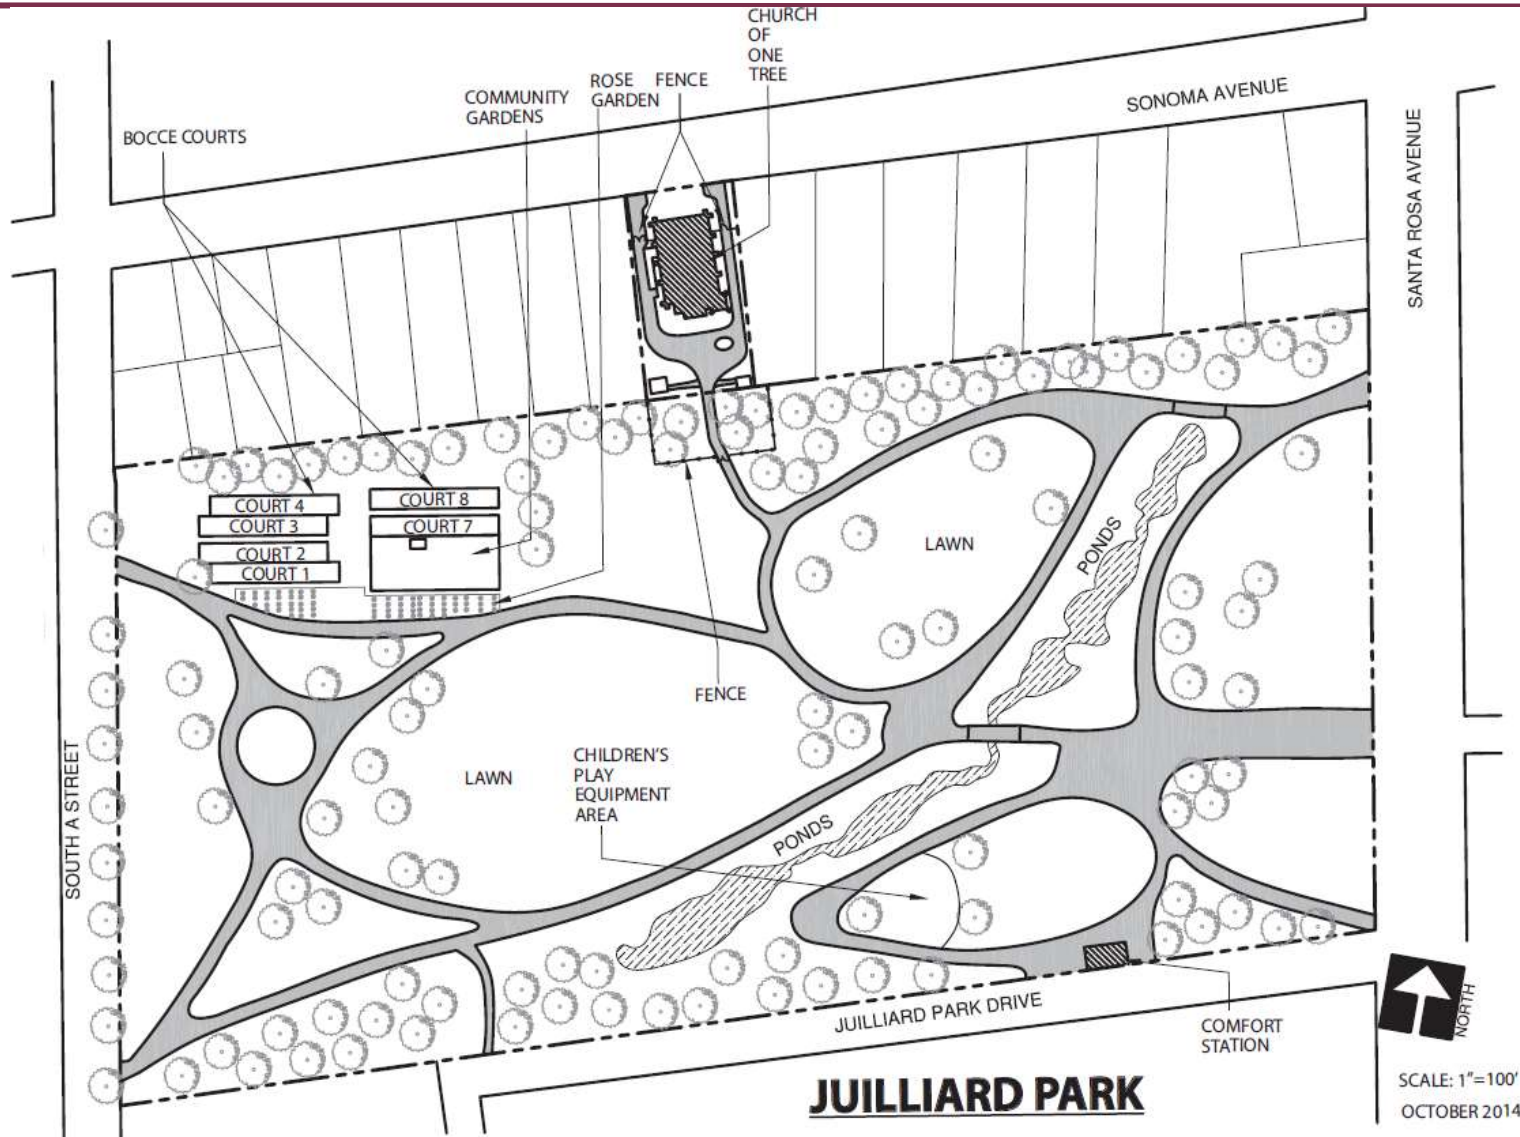 CHURCH
OF
ONE
TREE
ROSE
GARDEN
FENCE
COMMUNITY
GARDENS
BOCCE COURTS
SONOMA AVENUE
SANTA ROSA AVENUE
COURT 4
COURT 3
COURT 2
COURT 1
COURT 8
COURT 7
LAWN
PONDS
FENCE
SOUTH A STREET
LAWN
CHILDREN'S
PLAY
EQUIPMENT
AREA
PONDS
JUILLIARD PARK DRIVE
COMFORT
STATION
NORTH
JUILLIARD PARK
SCALE: 1"=100'
OCTOBER 2014